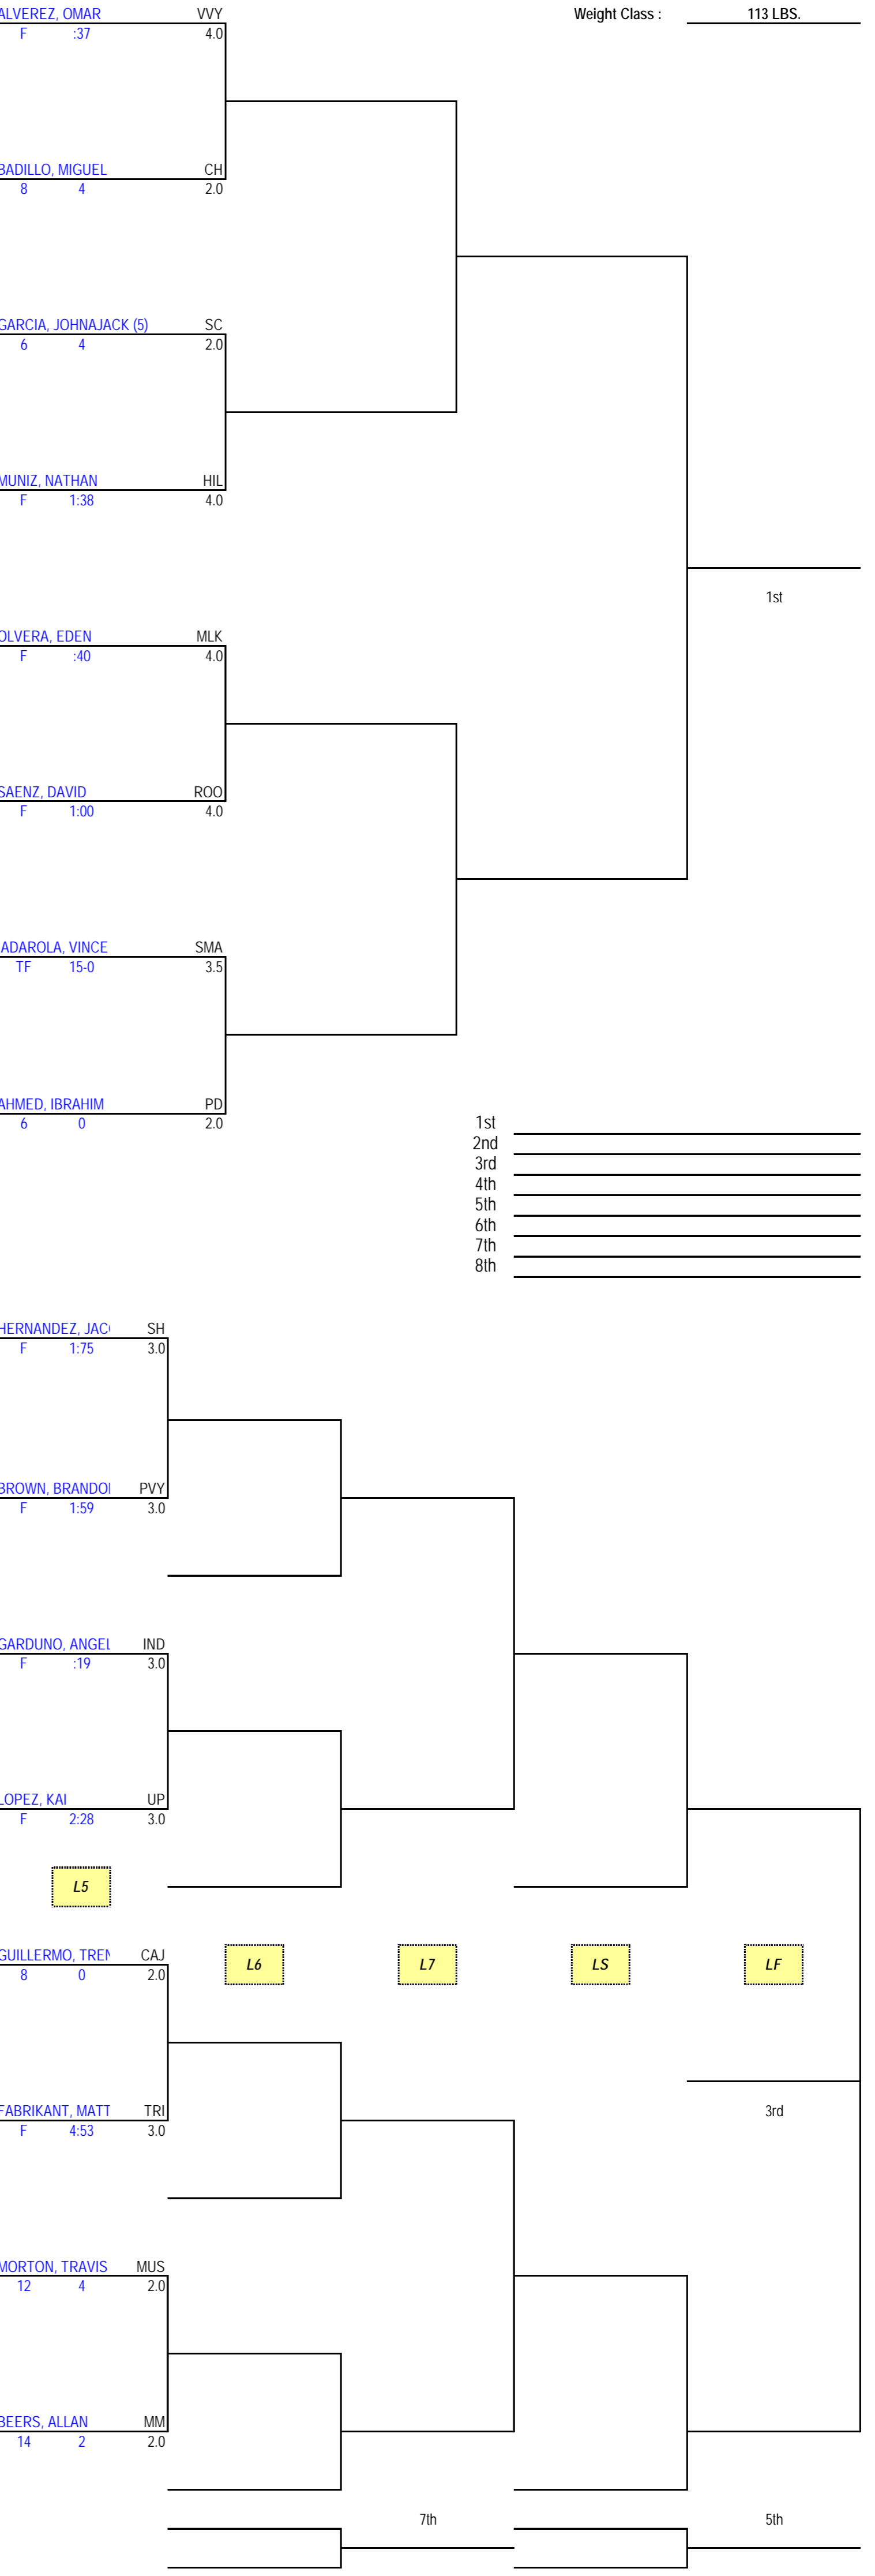 ALVEREZ, OMAR VVY Weight Class : 113 LBS.
F :37 4.0
BADILLO, MIGUEL CH
8 4 2.0
GARCIA, JOHNAJACK (5) SC
6 4 2.0
MUNIZ, NATHAN HIL
F 1:38 4.0
1st
OLVERA, EDEN MLK
F :40 4.0
SAENZ, DAVID ROO
F 1:00 4.0
ADAROLA, VINCE SMA
TF 15-0 3.5
AHMED, IBRAHIM PD
6 0 2.0
1st
2nd
3rd
4th
5th
6th
7th
8th
HERNANDEZ, JAC SH
F 1:75 3.0
BROWN, BRANDO PVY
F 1:59 3.0
GARDUNO, ANGEL IND
F :19 3.0
LOPEZ, KAI UP
F 2:28 3.0
L5
GUILLERMO, TREN CAJ
8 0 2.0
L6 L7 LS LF
FABRIKANT, MATT TRI
F 4:53 3.0
3rd
MORTON, TRAVIS MUS
12 4 2.0
BEERS, ALLAN MM
14 2 2.0
7th 5th